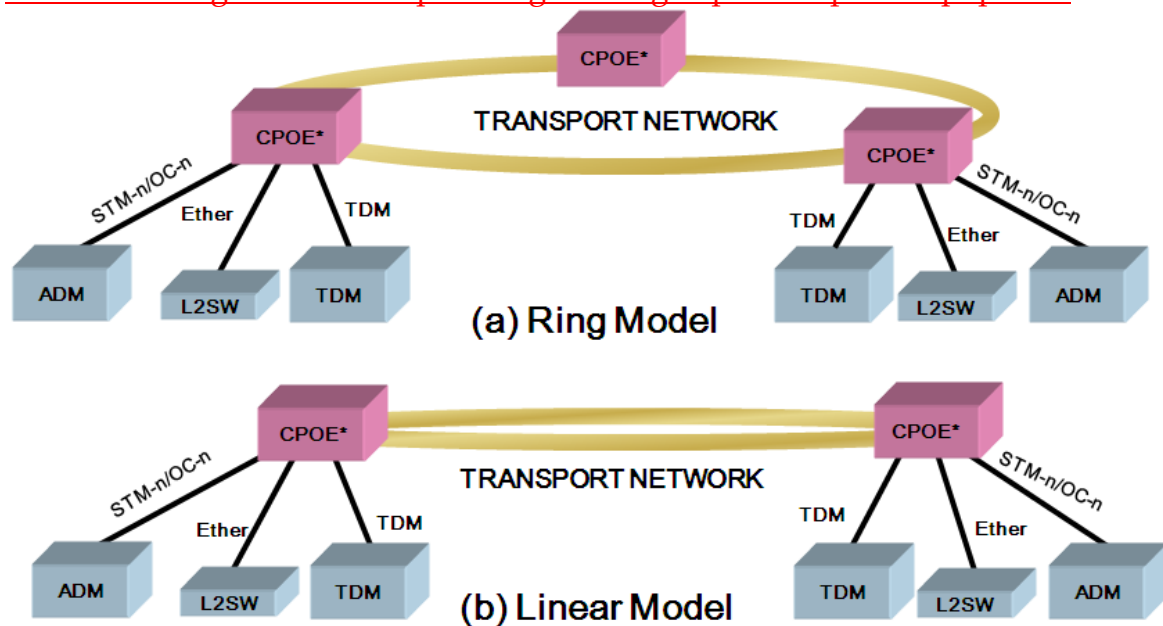 CPOE*
TRANSPORT NETWORK
CPOE*
CPOE*
STM-n/OC-n
Ether
TDM
TDM
Ether
STM-n/OC-n
ADM
L2SW
TDM
TDM
L2SW
ADM
(a) Ring Model
CPOE*
CPOE*
TRANSPORT NETWORK
STM-n/OC-n
Ether
TDM
TDM
Ether
STM-n/OC-n
ADM
L2SW
TDM
TDM
L2SW
ADM
(b) Linear Model